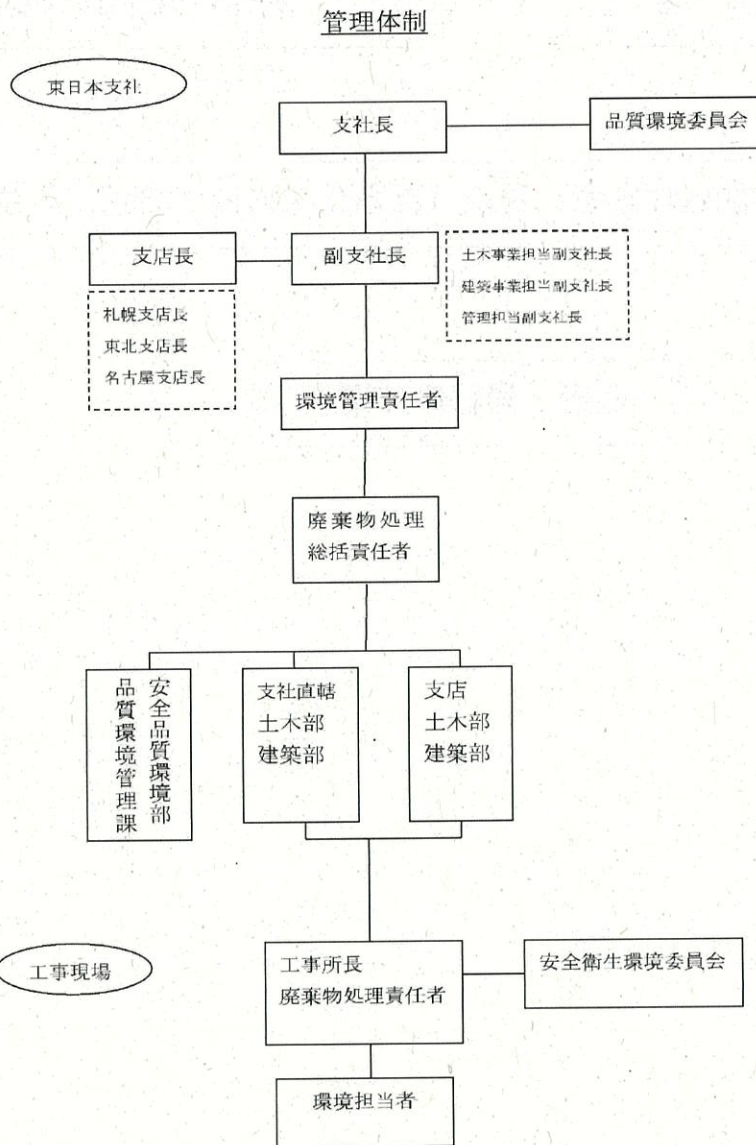 管理体制
東日本支社
支社長
品質環境委員会
支店長
副支社長
土木事業担当副支社長
建築事業担当副支社長
管理担当副支社長
札幌支店長
東北支店長
名古屋支店長
環境管理責任者
廃棄物処理
総括責任者
安全品質環境部
品質環境管理課
支社直轄
土木部
建築部
支店
土木部
建築部
工事現場
工事所長
廃棄物処理責任者
安全衛生環境委員会
環境担当者